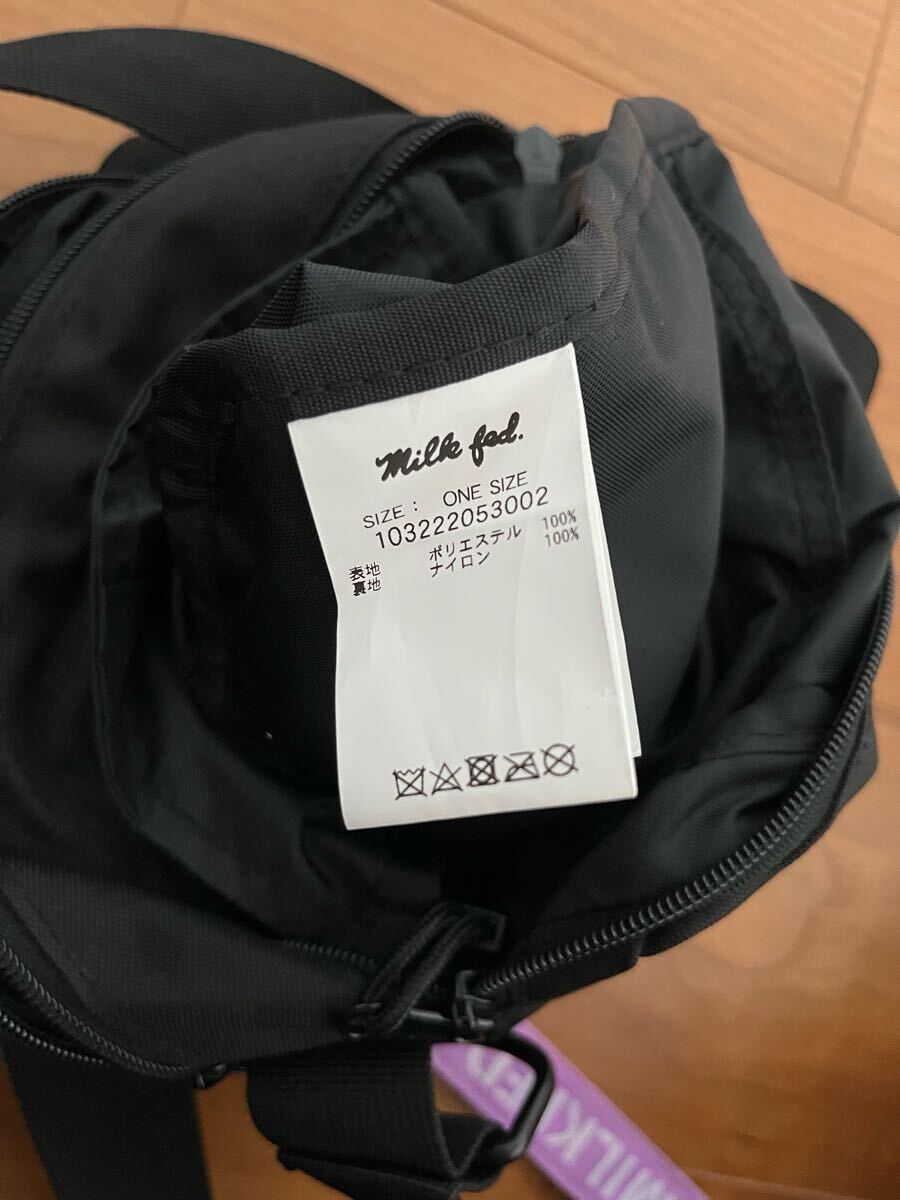 Milk fed.
SIZE : ONE SIZE
103222053002
表地 ポリエステル 100%
裏地 ナイロン 100%
MILKFED